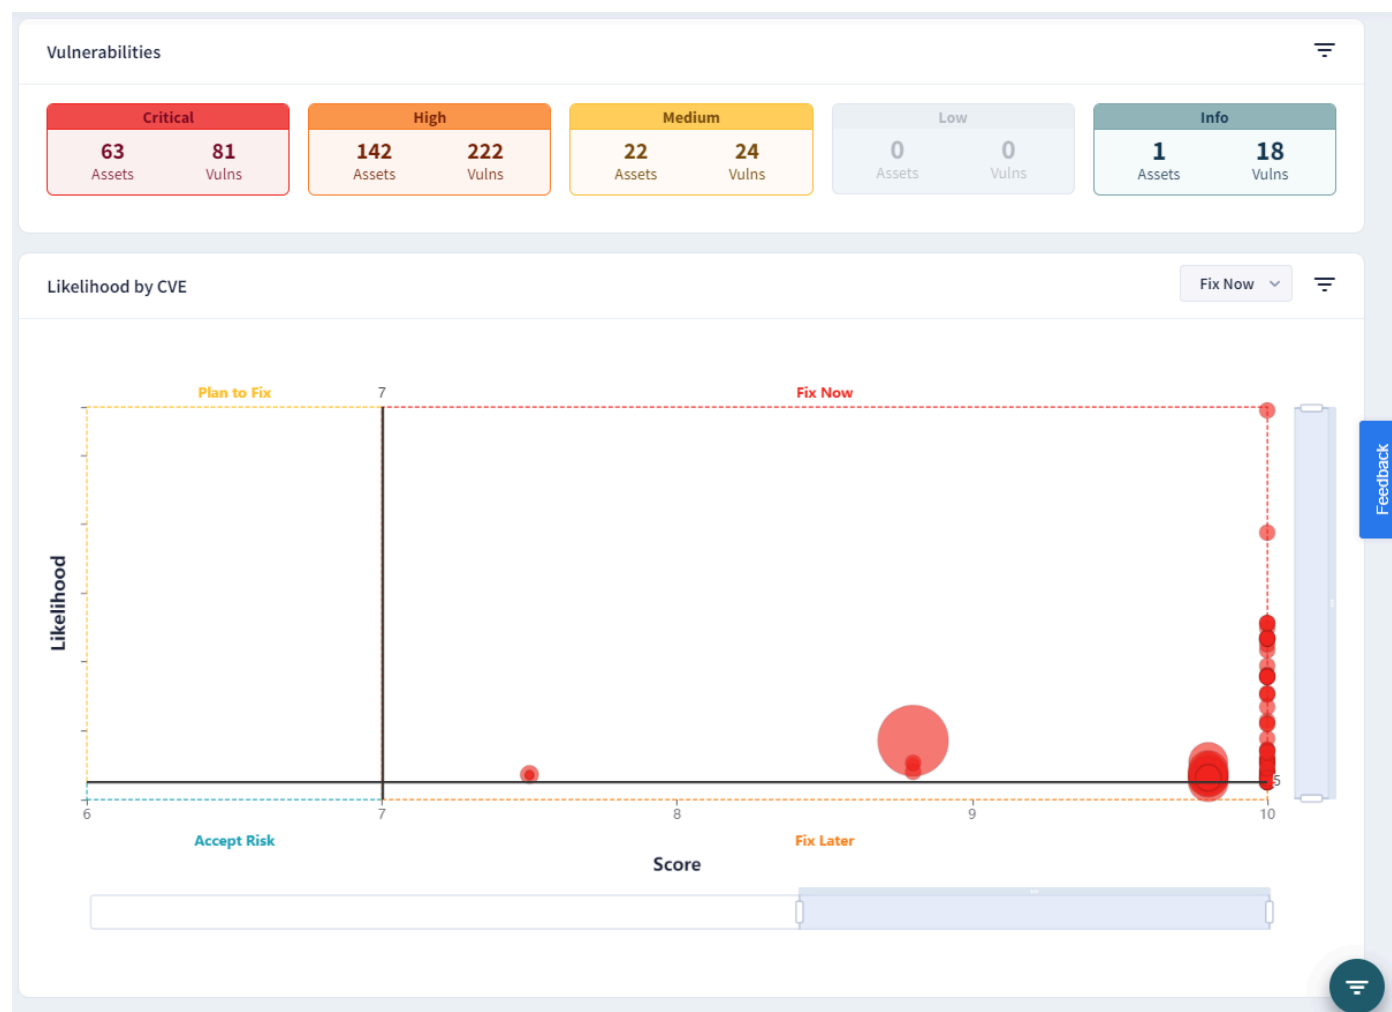 Vulnerabilities
Critical High Medium Low Info
63 81 142 222 22 24 0 0 1 18
Assets Vulns Assets Vulns Assets Vulns Assets Vulns Assets Vulns
Likelihood by CVE Fix Now
Plan to Fix 7 Fix Now
Feedback
Likelihood
5
6 7 8 9 10
Accept Risk Fix Later
Score